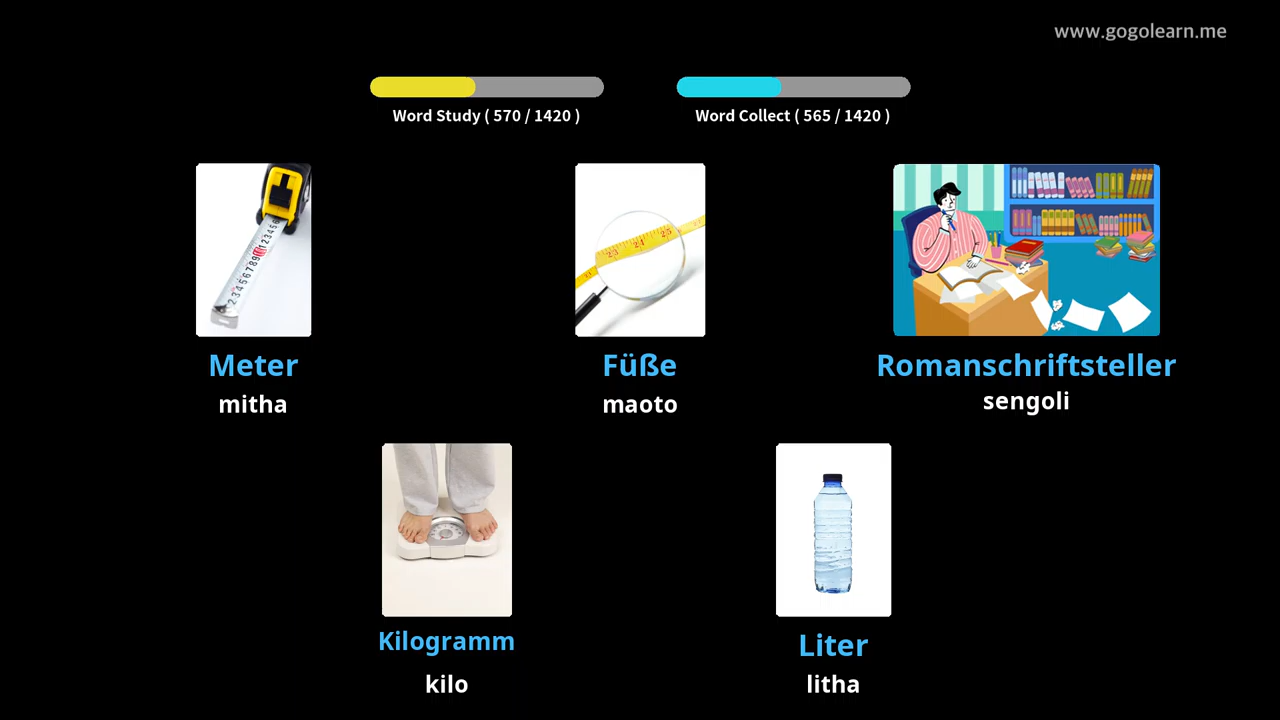 www.gogolearn.me
Word Study ( 570 / 1420 )
Word Collect ( 565 / 1420 )
Meter
mitha
Füße
maoto
Romanschriftsteller
sengoli
Kilogramm
kilo
Liter
litha